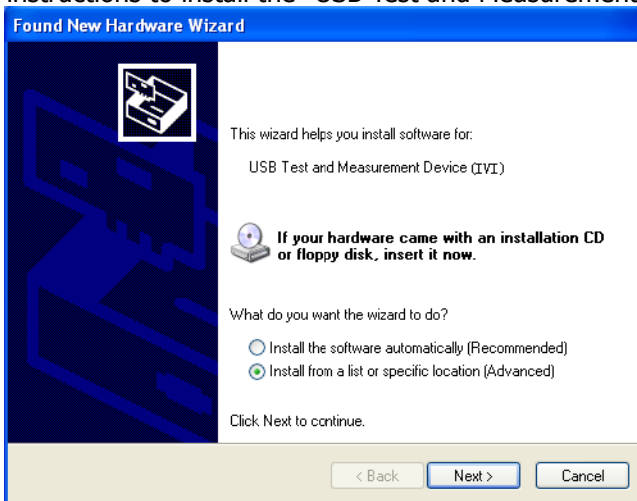 instructions to install the "USB Test and Measurement
Found New Hardware Wizard
This wizard helps you install software for:
USB Test and Measurement Device (IVI)
If your hardware came with an installation CD
or floppy disk, insert it now.
What do you want the wizard to do?
Install the software automatically (Recommended)
Install from a list or specific location (Advanced)
Click Next to continue.
< Back
Next >
Cancel